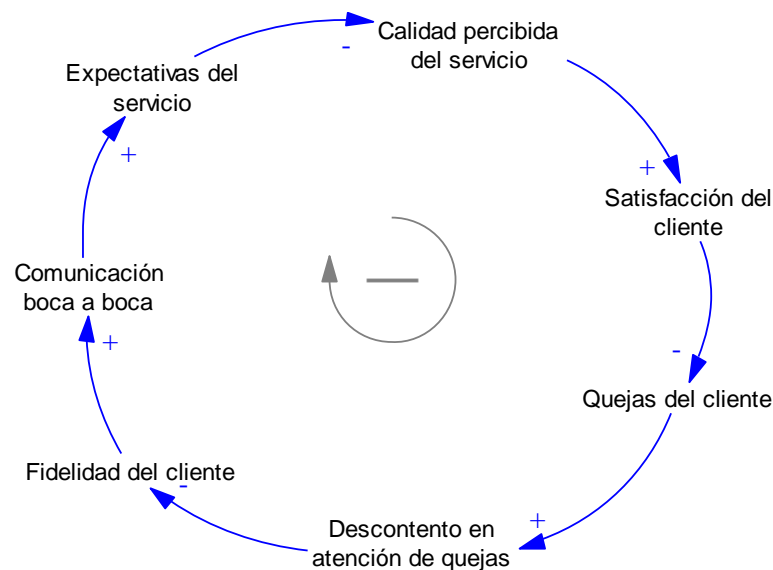 Calidad percibida
del servicio
-
+
Satisfacción del
cliente
-
Quejas del cliente
+
Descontento en
atención de quejas
-
Fidelidad del cliente
+
Comunicación
boca a boca
+
Expectativas del
servicio
—